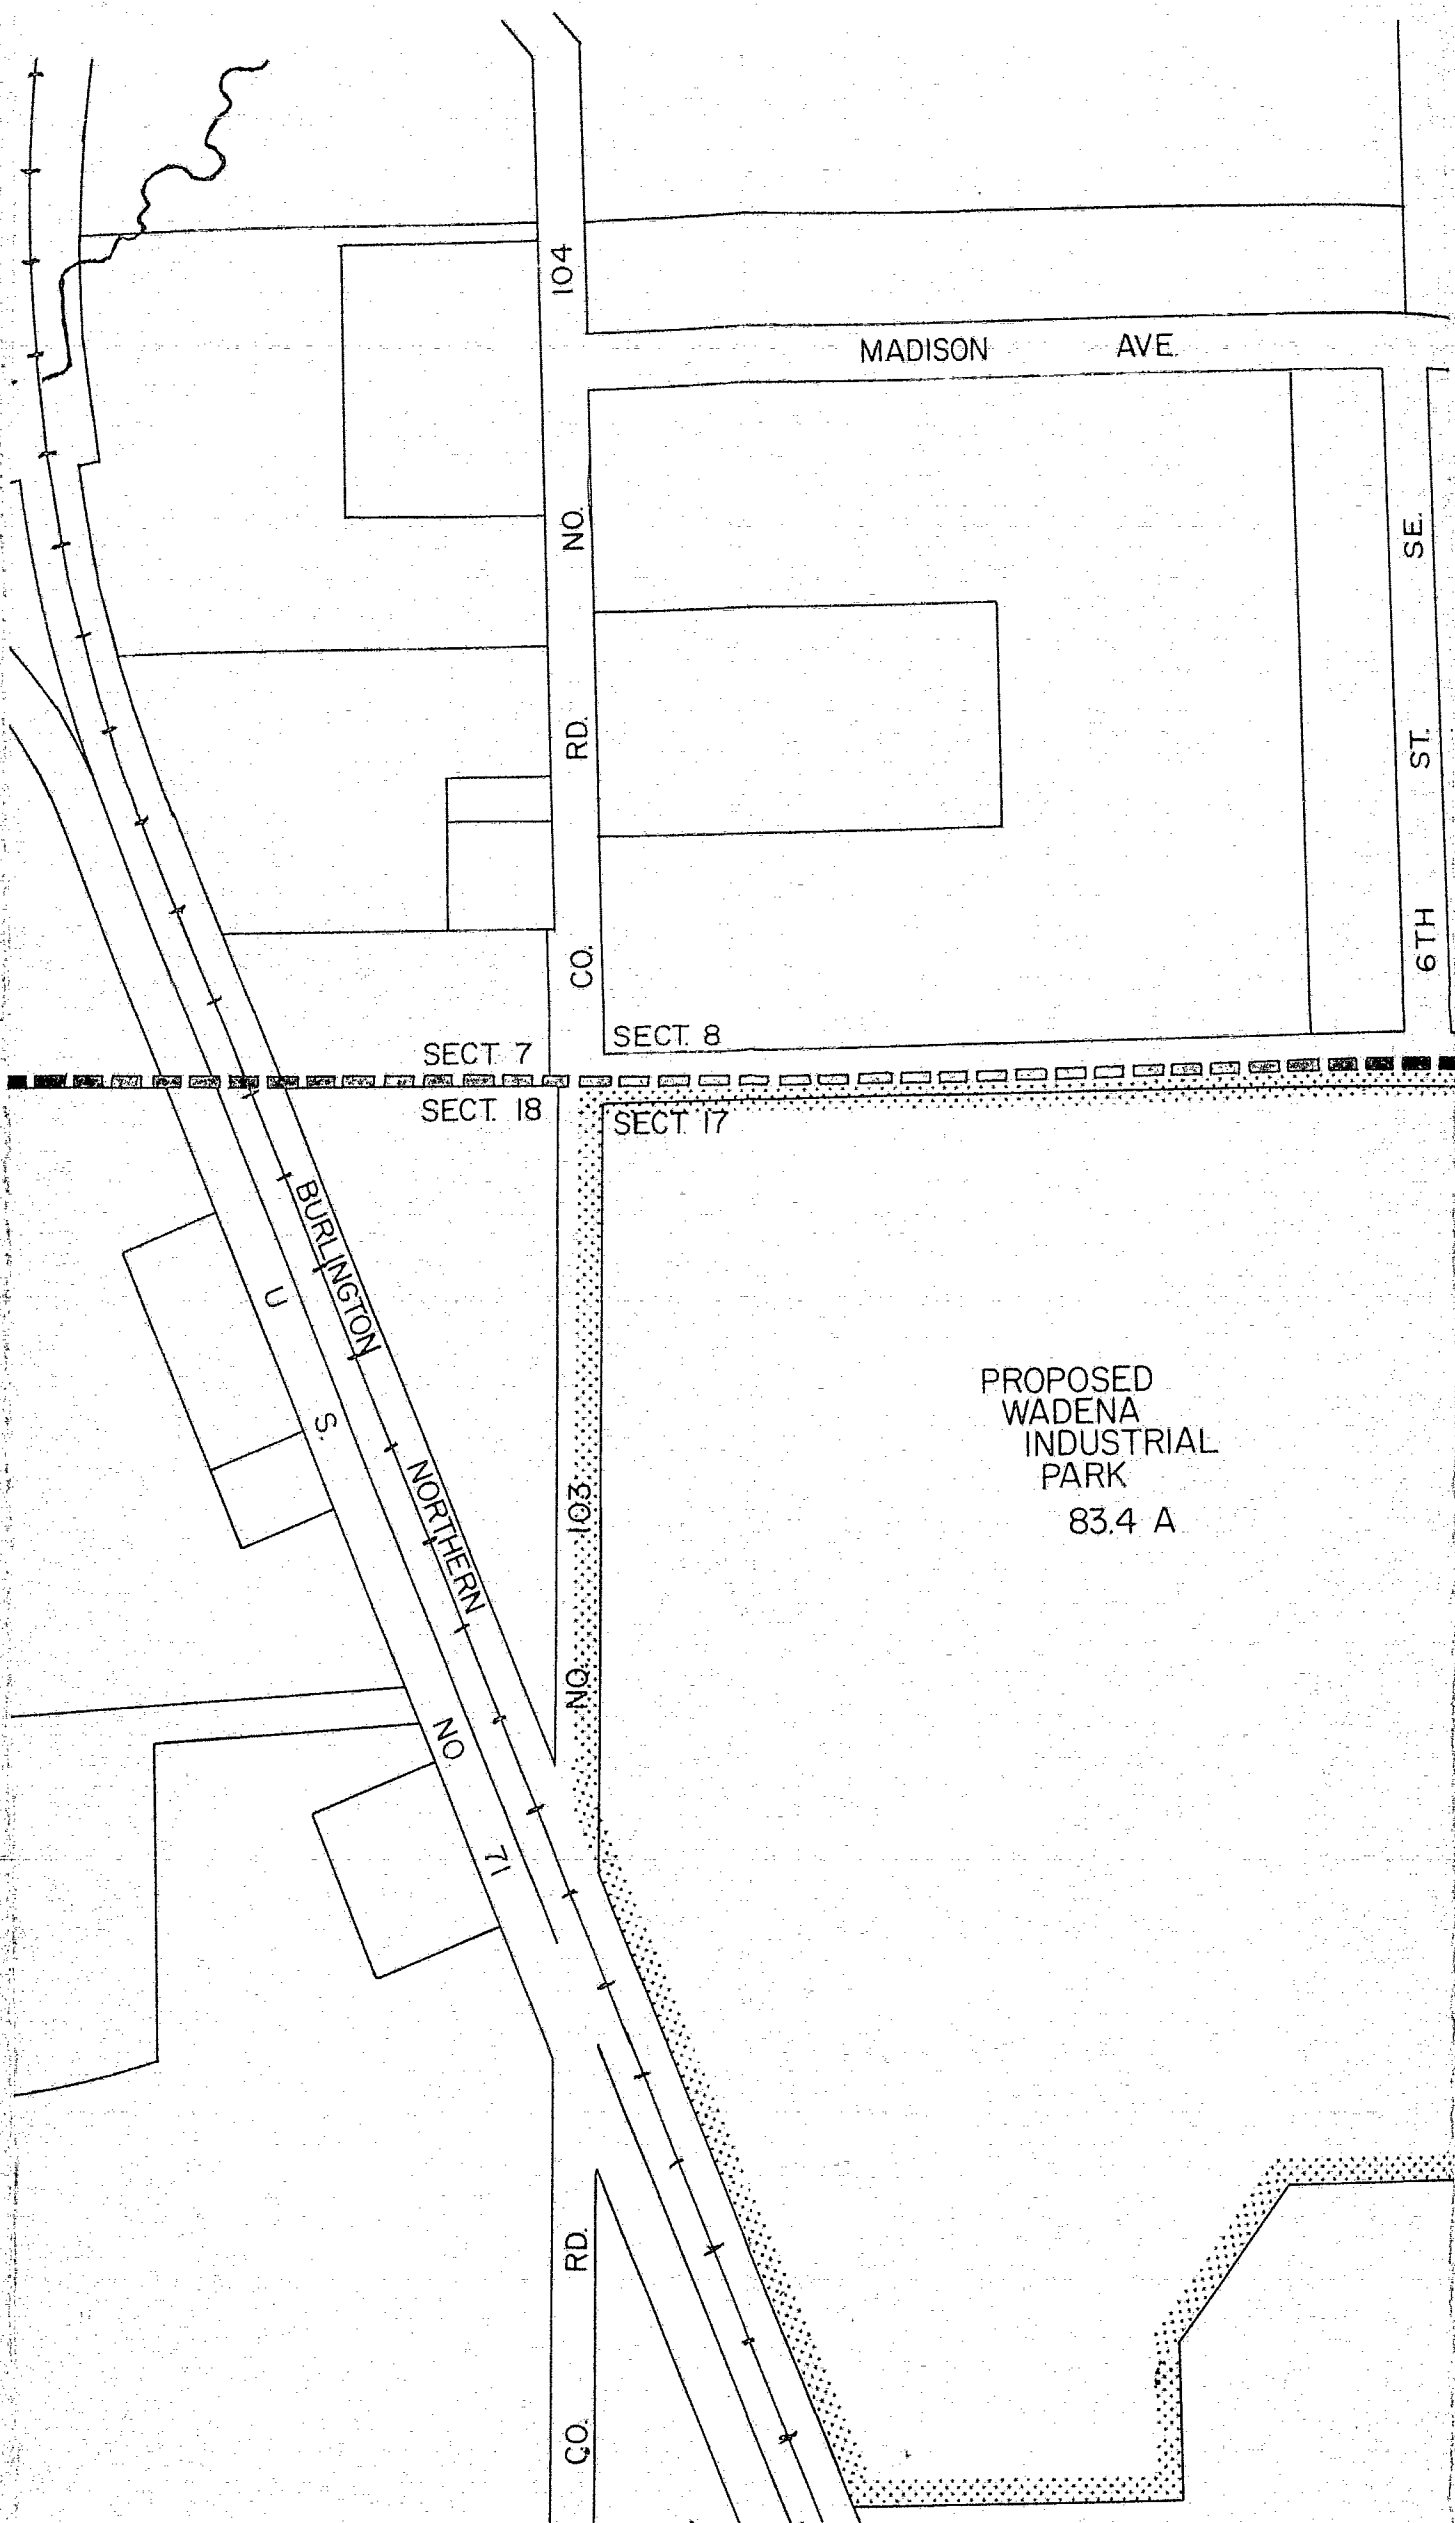 MADISON AVE.
CO. RD. NO. 104
6TH ST. SE.
SECT. 7
SECT. 8
SECT. 18
SECT. 17
BURLINGTON NORTHERN
U. S. NO. 71
CO. RD. NO. 103
PROPOSED
WADENA
INDUSTRIAL
PARK
83.4 A